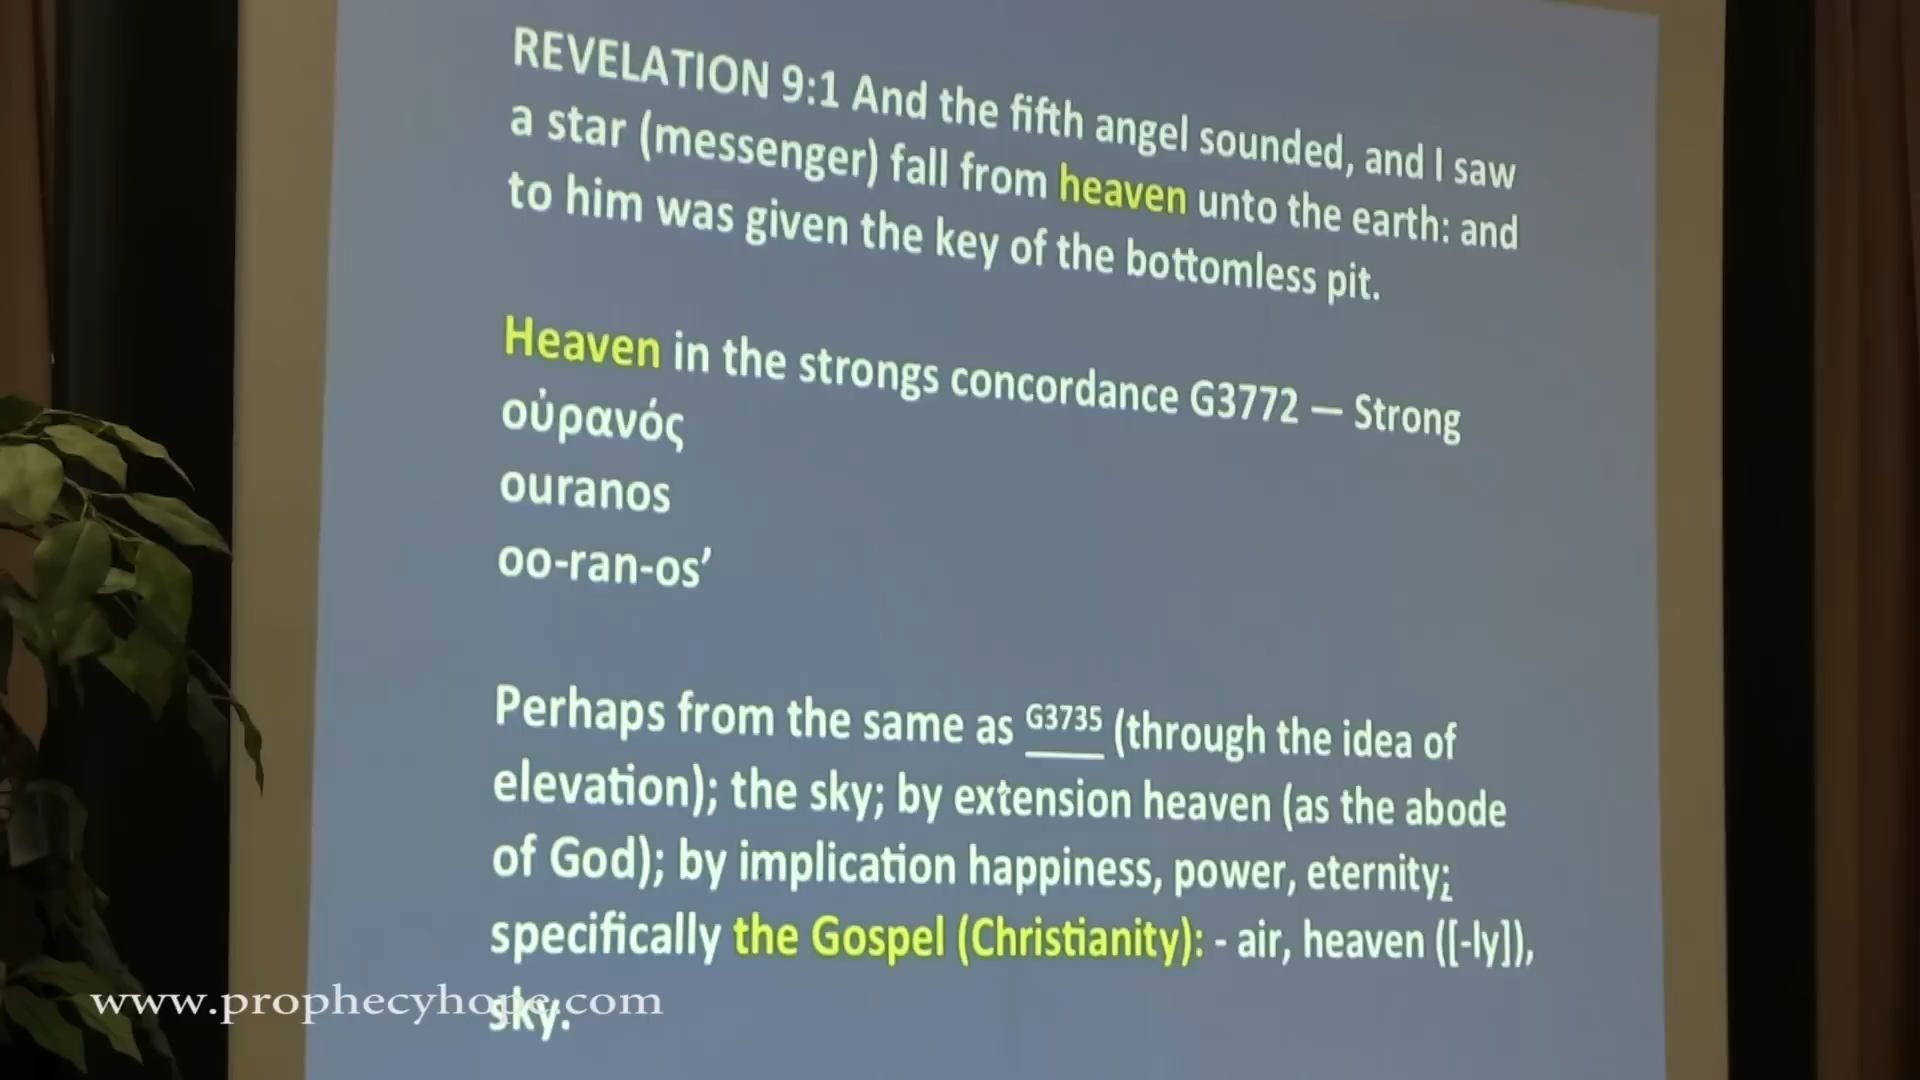 REVELATION 9:1 And the fifth angel sounded, and I saw
a star (messenger) fall from heaven unto the earth: and
to him was given the key of the bottomless pit.
Heaven in the strongs concordance G3772 — Strong
οὐρανός
ouranos
oo-ran-os’
Perhaps from the same as G3735 (through the idea of
elevation); the sky; by extension heaven (as the abode
of God); by implication happiness, power, eternity;
specifically the Gospel (Christianity): - air, heaven ([-ly]),
sky.
www.prophecyhope.com